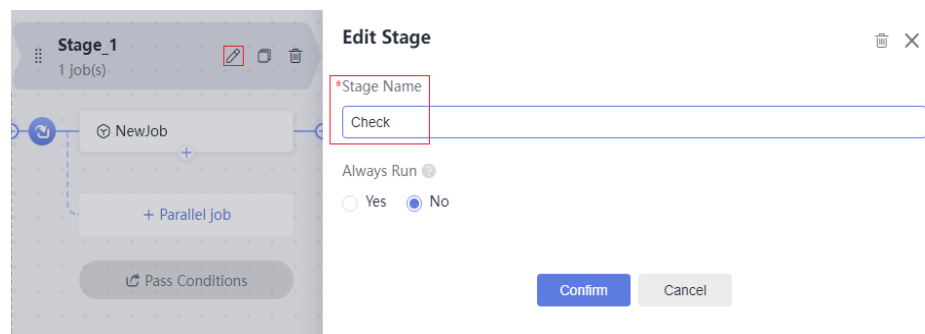 Stage_1
1 job(s)
NewJob
+ Parallel job
Pass Conditions
Edit Stage
*Stage Name
Check
Always Run ?
Yes No
Confirm Cancel